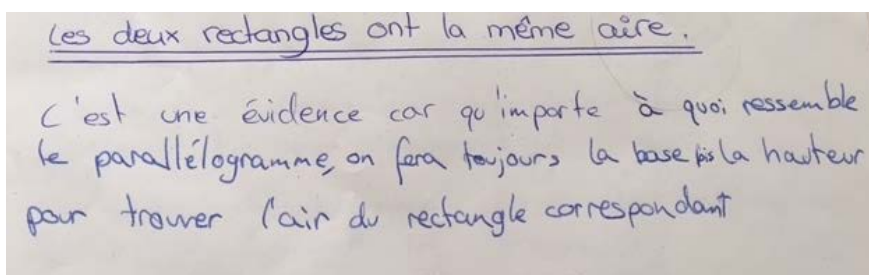 Les deux rectangles ont la même aire.
C'est une évidence car qu'importe à quoi ressemble
le parallélogramme, on fera toujours la base la hauteur
pour trouver l'air du rectangle correspondant